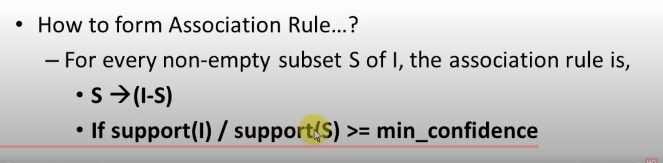 • How to form Association Rule…?
– For every non-empty subset S of I, the association rule is,
• S →(I-S)
• If support(I) / support(S) >= min_confidence